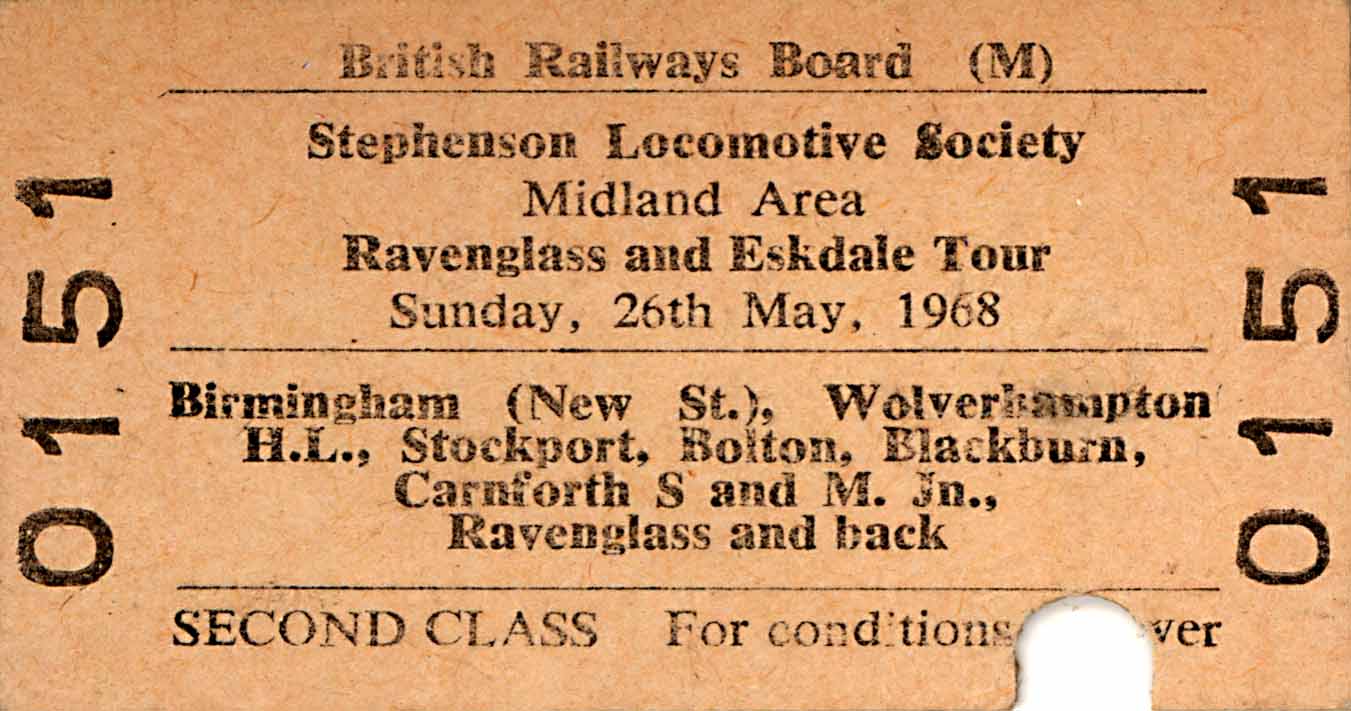 British Railways Board (M)
Stephenson Locomotive Society
Midland Area
Ravenglass and Eskdale Tour
Sunday, 26th May, 1968
Birmingham (New St.), Wolverhampton
H.L., Stockport, Bolton, Blackburn,
Carnforth S and M. Jn.,
Ravenglass and back
SECOND CLASS For conditions ver
0151
0151